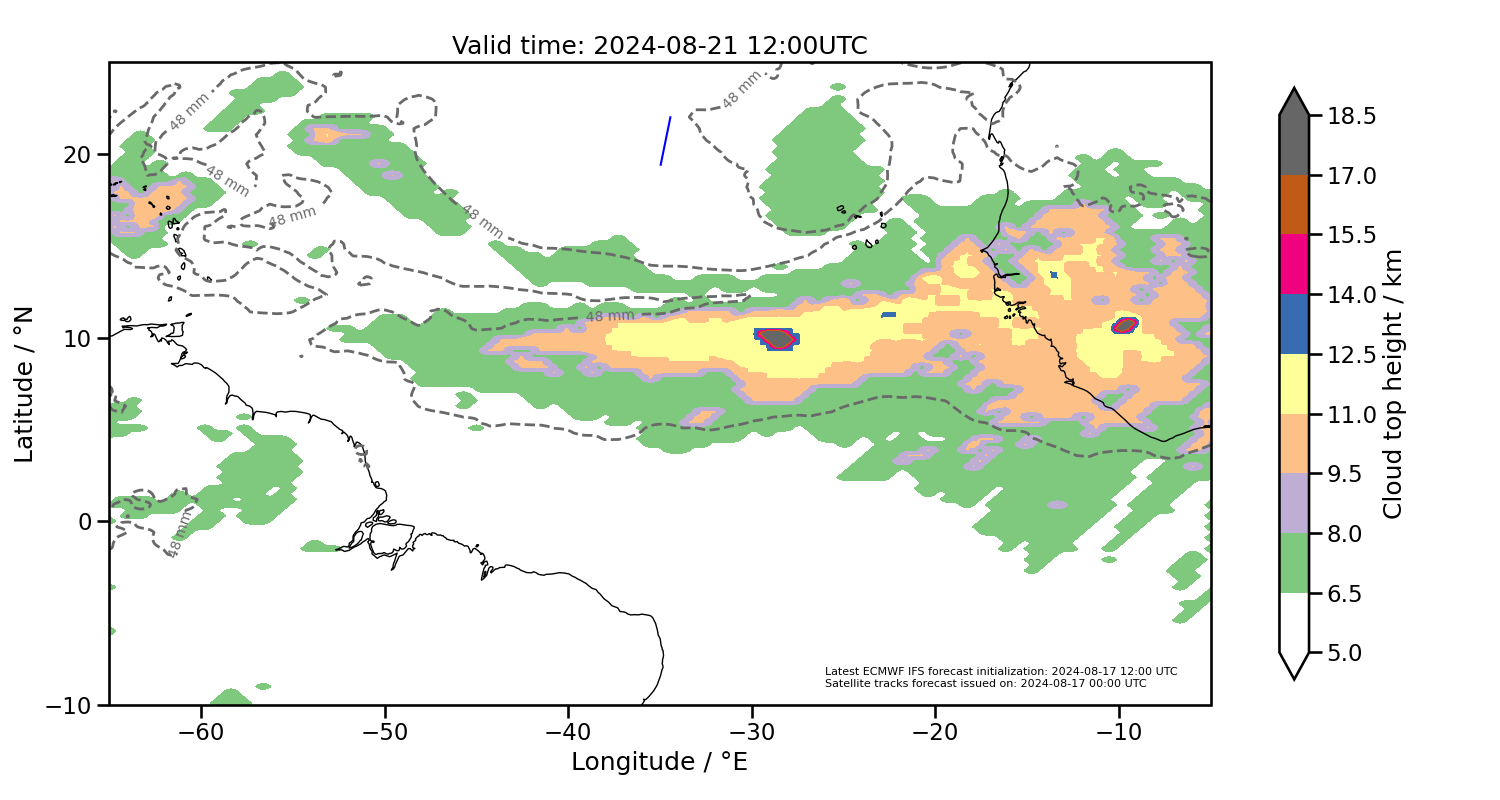 Valid time: 2024-08-21 12:00UTC
48 mm
48 mm
48 mm
48 mm
48 mm
48 mm
48 mm
20
10
0
−10
−60
−50
−40
−30
−20
−10
Latitude / °N
Longitude / °E
Latest ECMWF IFS forecast initialization: 2024-08-17 12:00 UTC
Satellite tracks forecast issued on: 2024-08-17 00:00 UTC
18.5
17.0
15.5
14.0
12.5
11.0
9.5
8.0
6.5
5.0
Cloud top height / km